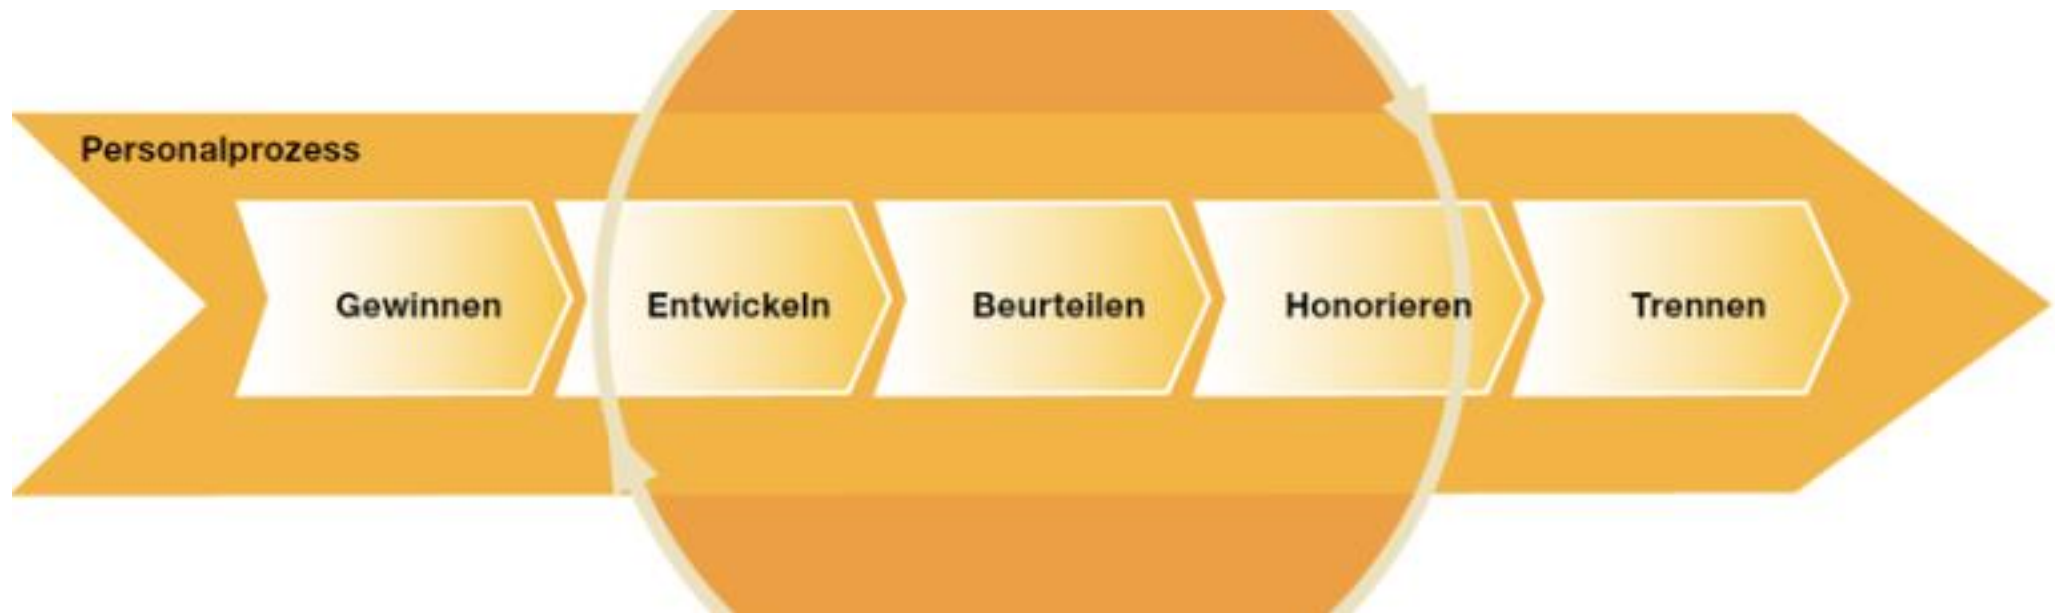 Personalprozess
Gewinnen
Entwickeln
Beurteilen
Honorieren
Trennen